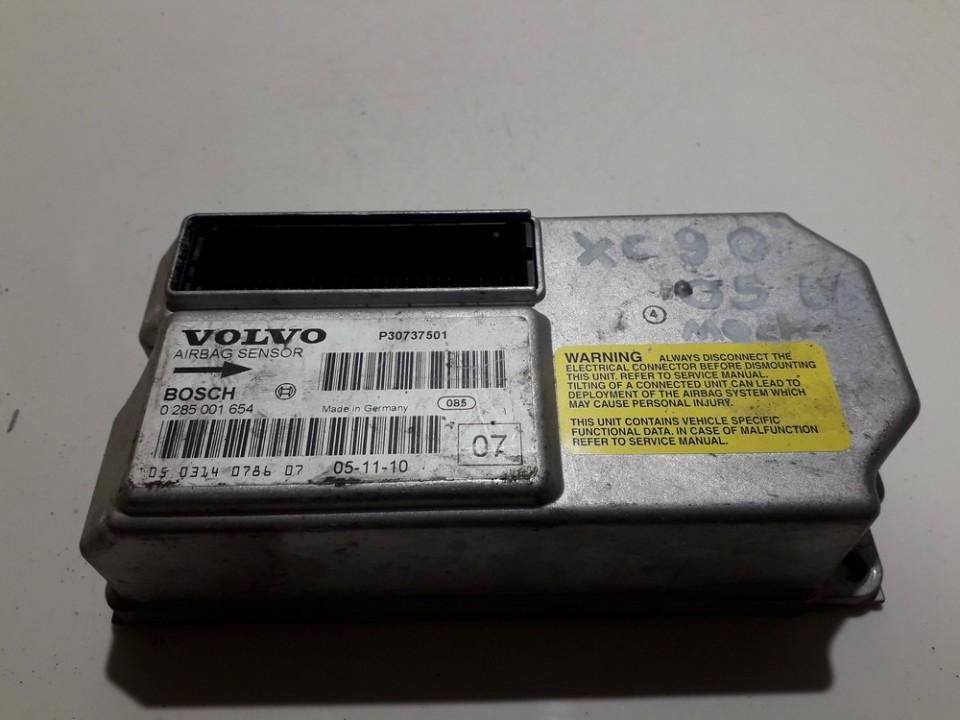 VOLVO P30737501
AIRBAG SENSOR
BOSCH
0 285 001 654 Made in Germany 085
07
05 0314 0786 07 05-11-10
XC90
4
WARNING ALWAYS DISCONNECT THE
ELECTRICAL CONNECTOR BEFORE DISMOUNTING
THIS UNIT. REFER TO SERVICE MANUAL.
TILTING OF A CONNECTED UNIT CAN LEAD TO
DEPLOYMENT OF THE AIRBAG SYSTEM WHICH
MAY CAUSE PERSONAL INJURY.
THIS UNIT CONTAINS VEHICLE SPECIFIC
FUNCTIONAL DATA. IN CASE OF MALFUNCTION
REFER TO SERVICE MANUAL.